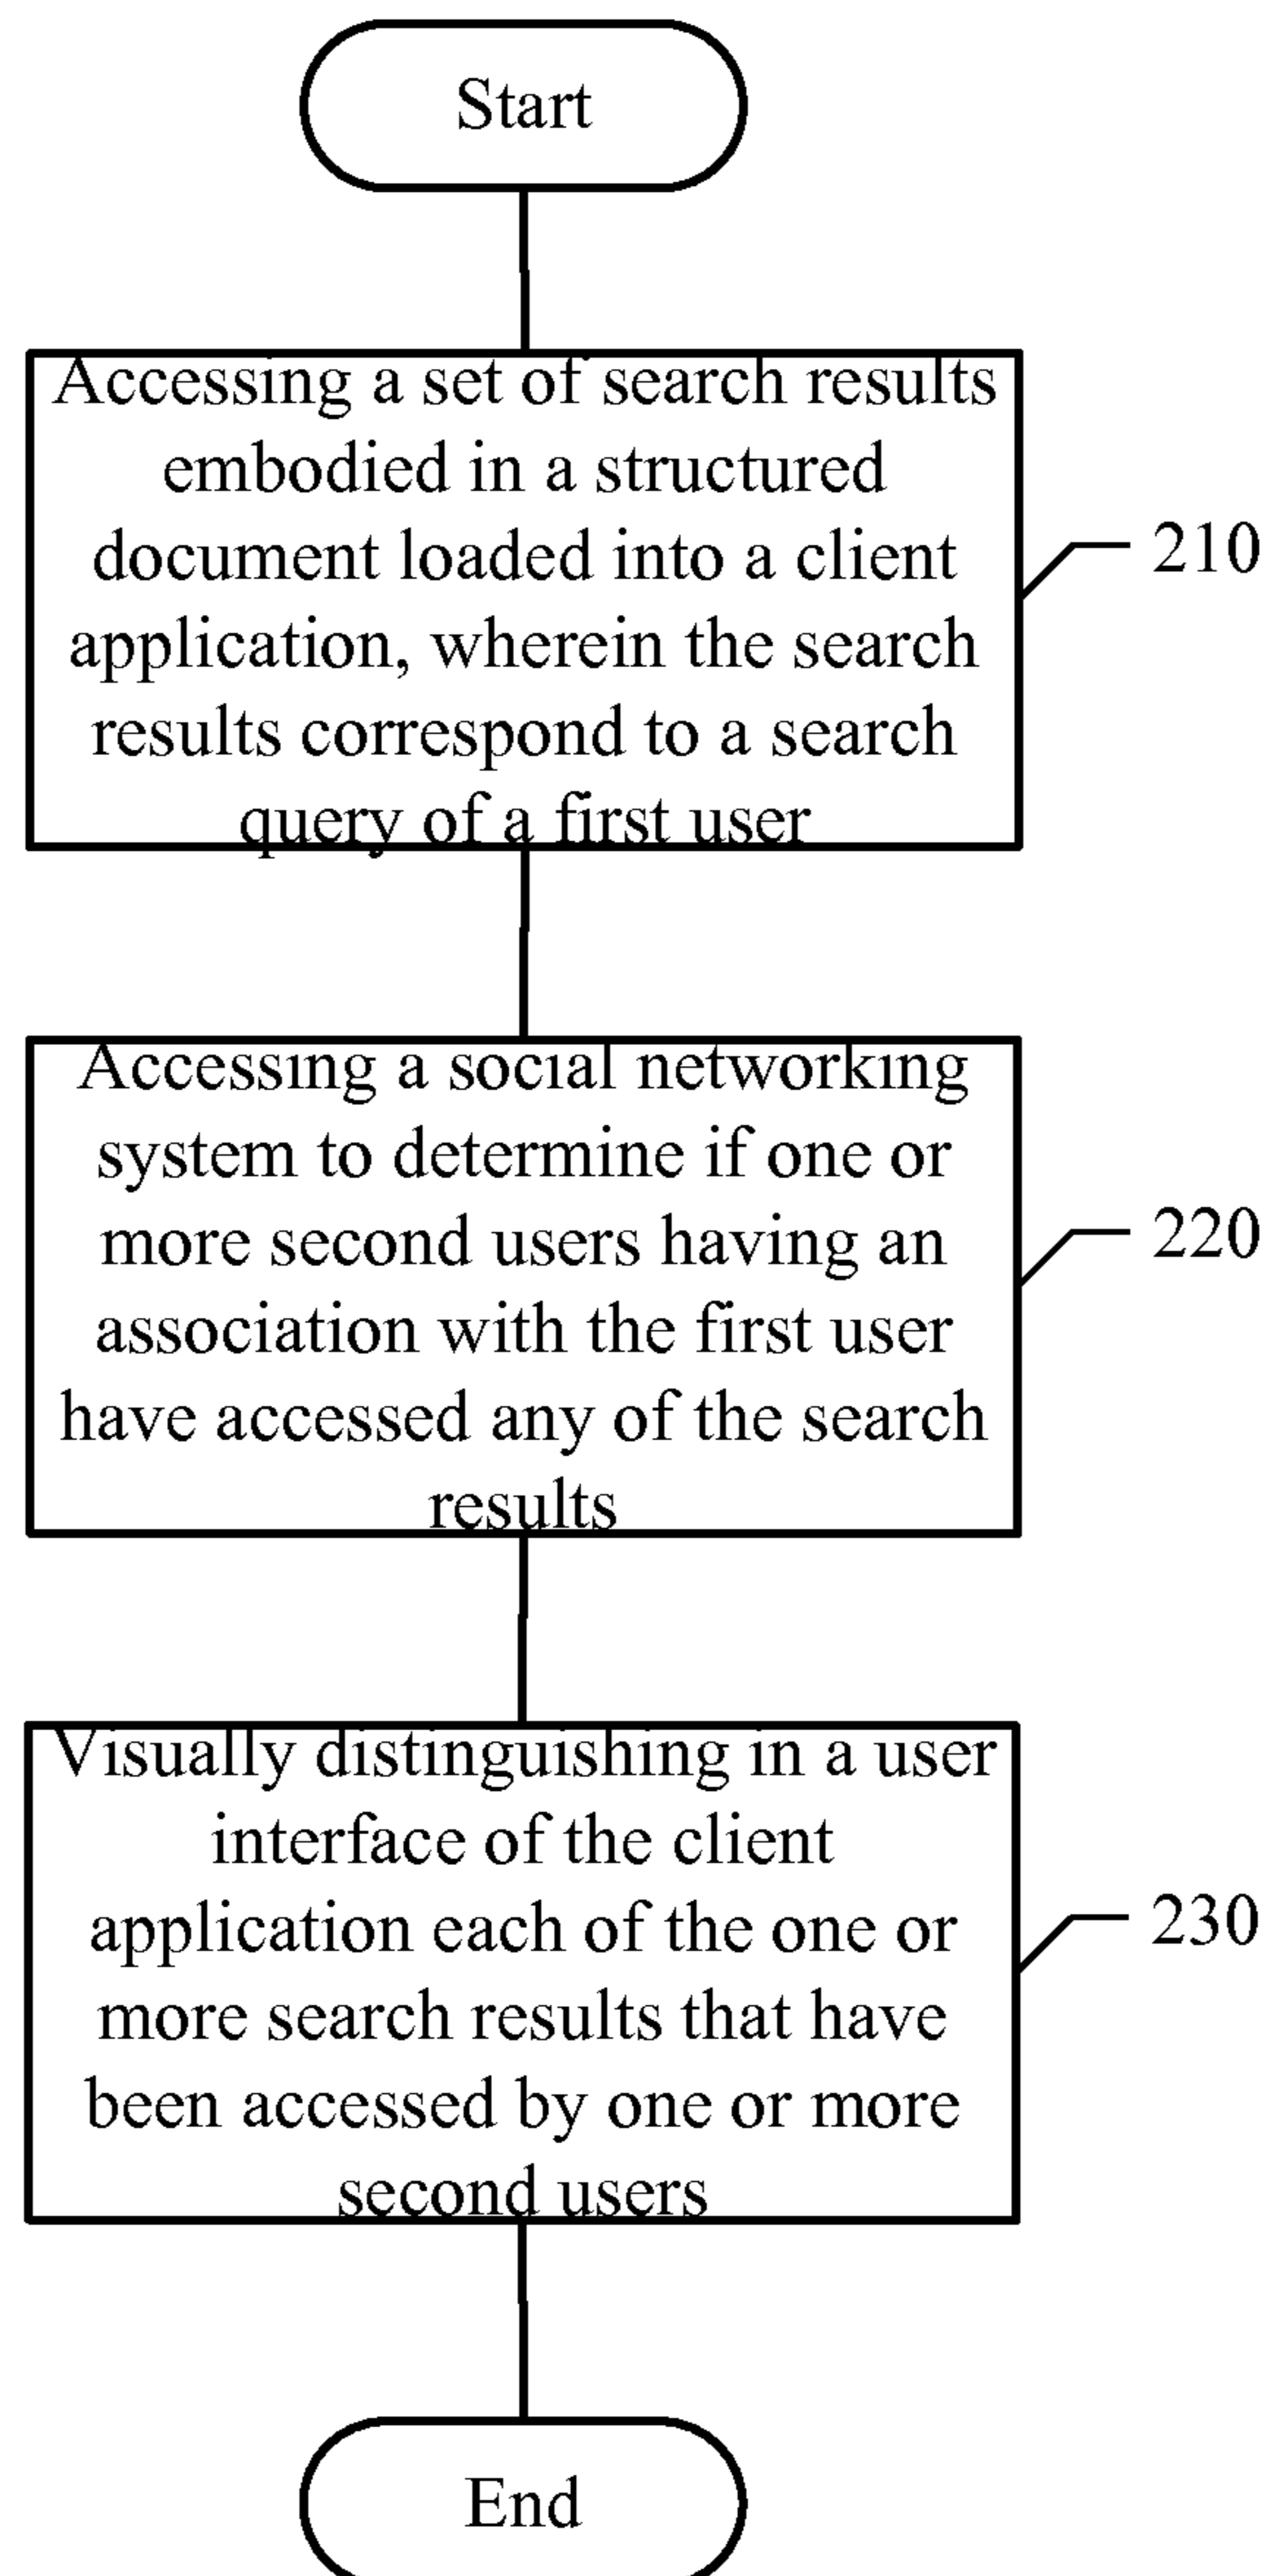 Start
Accessing a set of search results
embodied in a structured
document loaded into a client
application, wherein the search
results correspond to a search
query of a first user
210
Accessing a social networking
system to determine if one or
more second users having an
association with the first user
have accessed any of the search
results
220
Visually distinguishing in a user
interface of the client
application each of the one or
more search results that have
been accessed by one or more
second users
230
End